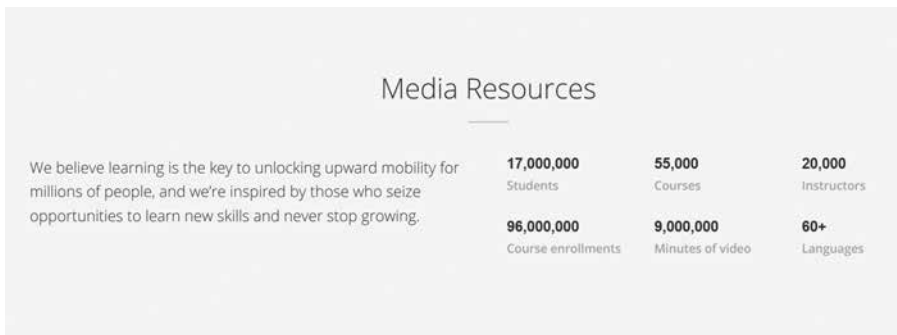 Media Resources
We believe learning is the key to unlocking upward mobility for
millions of people, and we're inspired by those who seize
opportunities to learn new skills and never stop growing.
17,000,000 55,000 20,000
Students Courses Instructors
96,000,000 9,000,000 60+
Course enrollments Minutes of video Languages